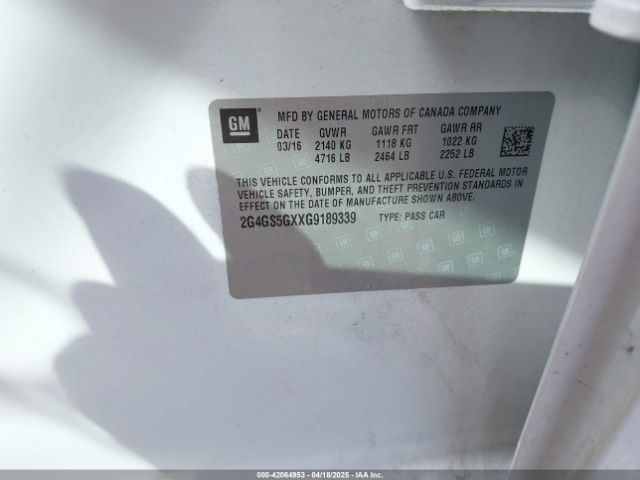 GM
MFD BY GENERAL MOTORS OF CANADA COMPANY
DATE GVWR GAWR FRT GAWR RR
03/16 2140 KG 1118 KG 1022 KG
4716 LB 2464 LB 2252 LB
THIS VEHICLE CONFORMS TO ALL APPLICABLE U.S. FEDERAL MOTOR
VEHICLE SAFETY, BUMPER, AND THEFT PREVENTION STANDARDS IN
EFFECT ON THE DATE OF MANUFACTURE SHOWN ABOVE.
2G4GS5GXXG9189339 TYPE: PASS CAR
000-42064953 - 04/18/2025 - IAAI, Inc.